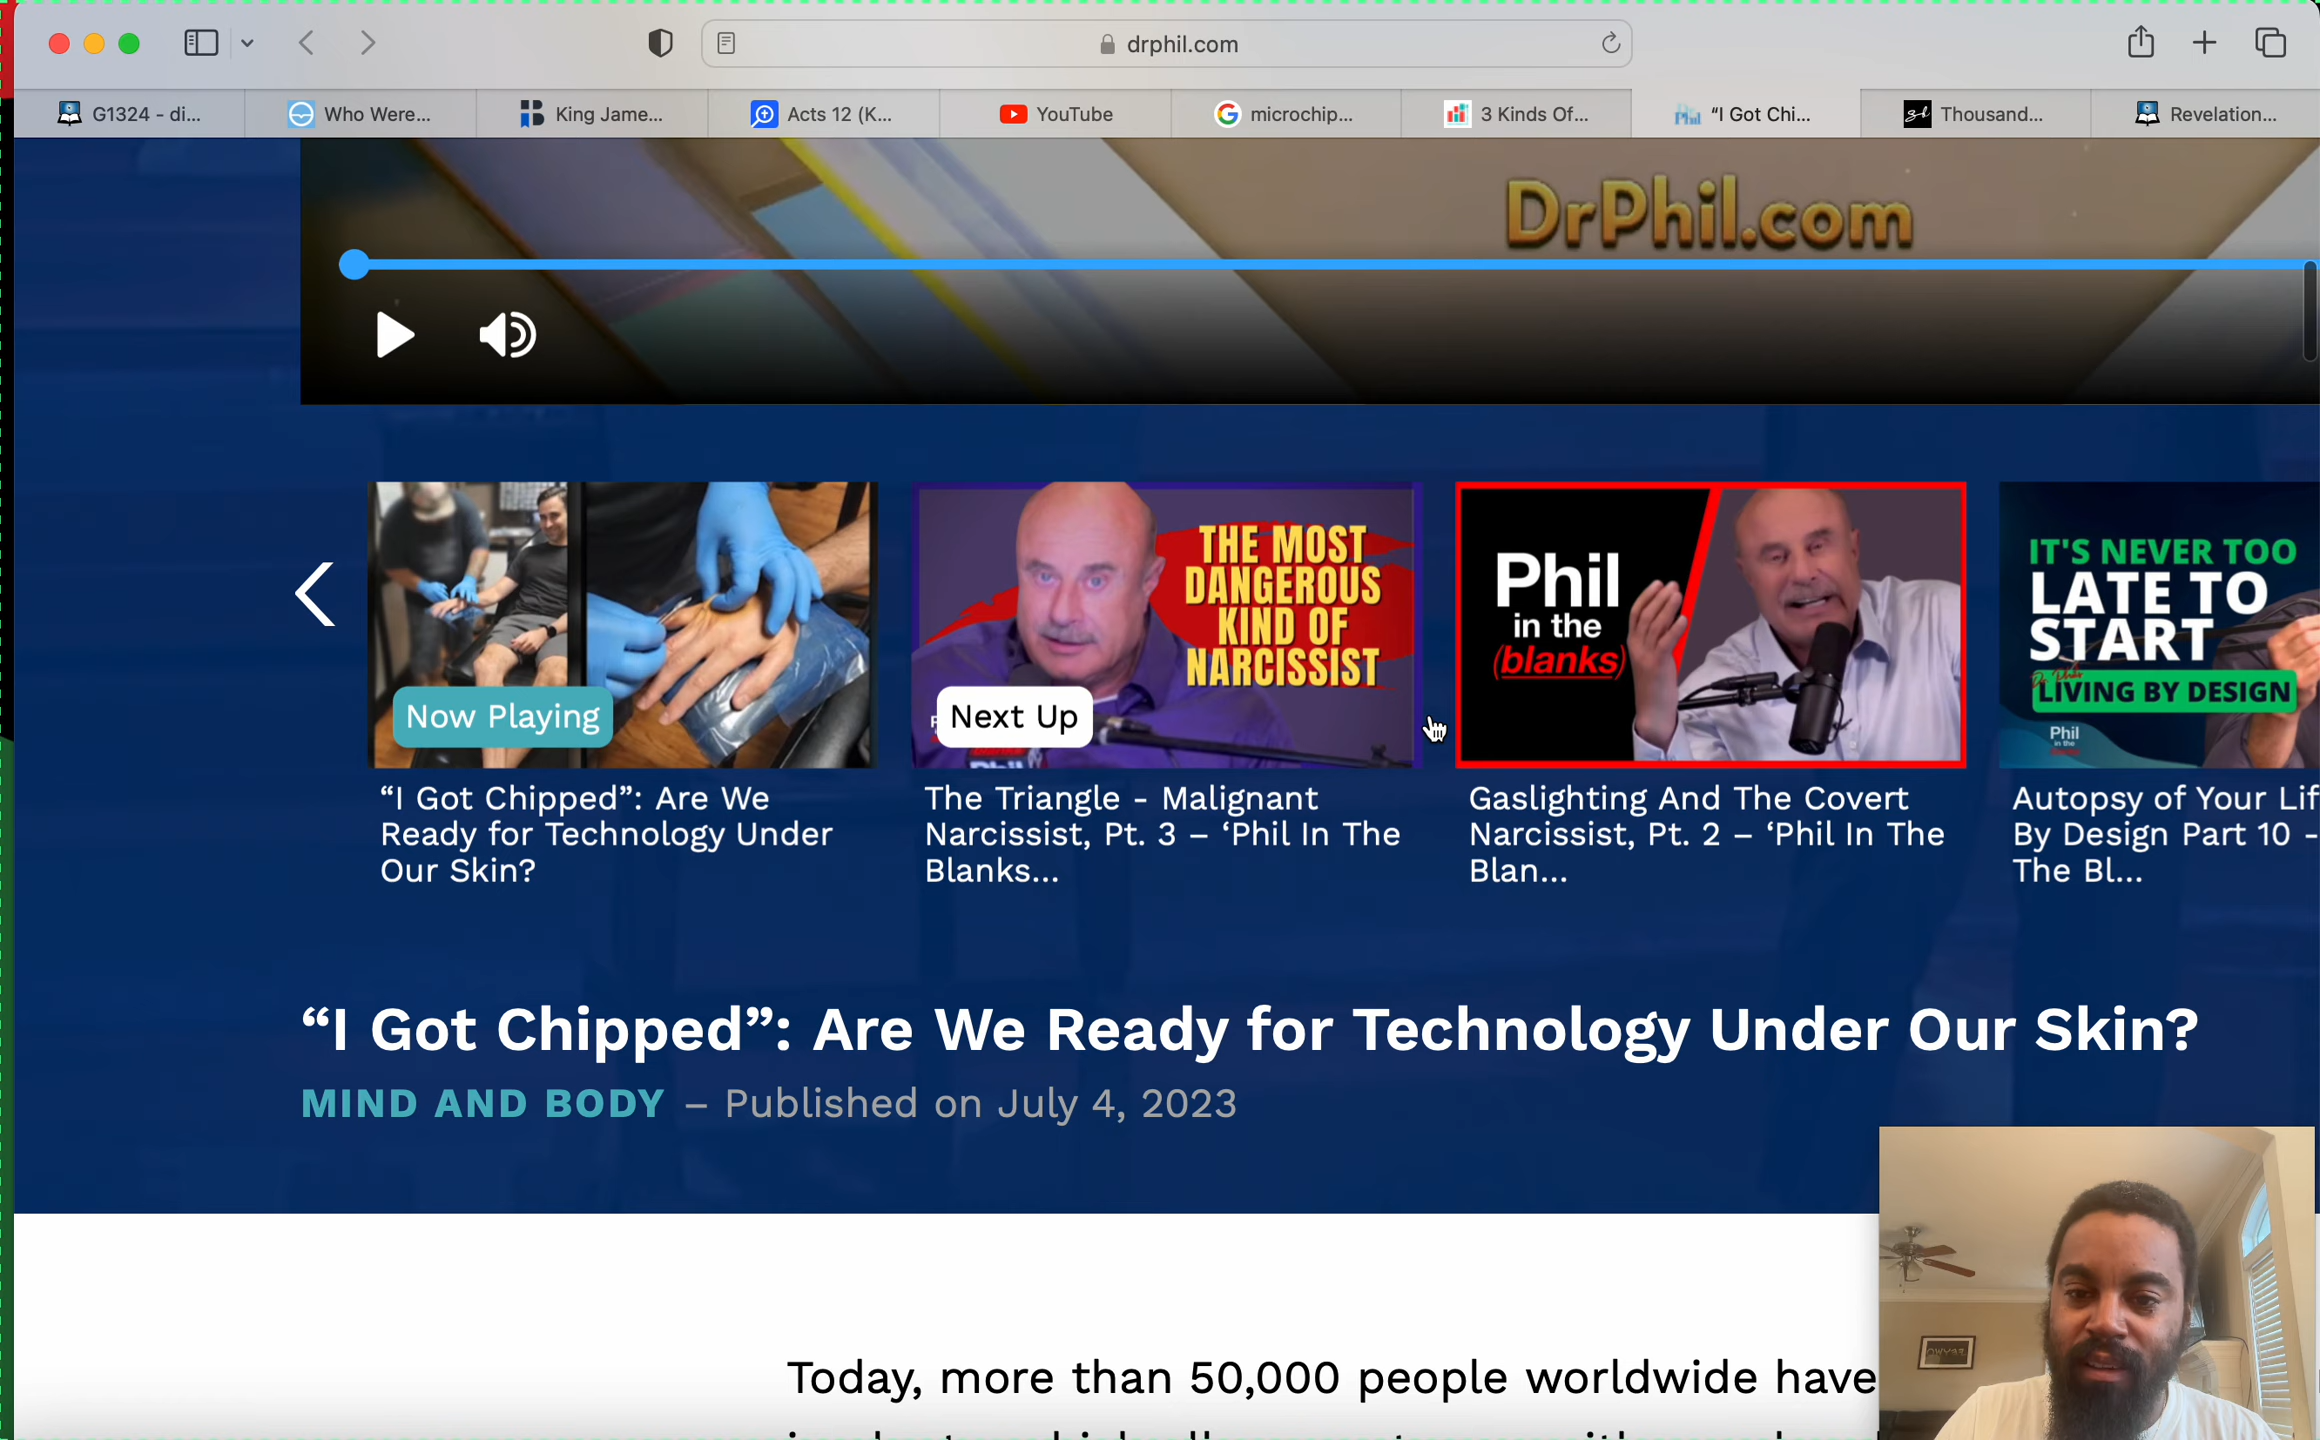 drphil.com
G1324 - di...
Who Were...
King Jame...
Acts 12 (K...
YouTube
microchip...
3 Kinds Of...
“I Got Chi...
Thousand...
Revelation...
DrPhil.com
Now Playing
THE MOST
DANGEROUS
KIND OF
NARCISSIST
Next Up
Phil
in the
(blanks)
IT'S NEVER TOO
LATE TO
START
LIVING BY DESIGN
Phil
in the
“I Got Chipped”: Are We
Ready for Technology Under
Our Skin?
The Triangle - Malignant
Narcissist, Pt. 3 – ‘Phil In The
Blanks...
Gaslighting And The Covert
Narcissist, Pt. 2 – ‘Phil In The
Blan...
Autopsy of Your Lif
By Design Part 10 -
The Bl...
“I Got Chipped”: Are We Ready for Technology Under Our Skin?
MIND AND BODY – Published on July 4, 2023
Today, more than 50,000 people worldwide have